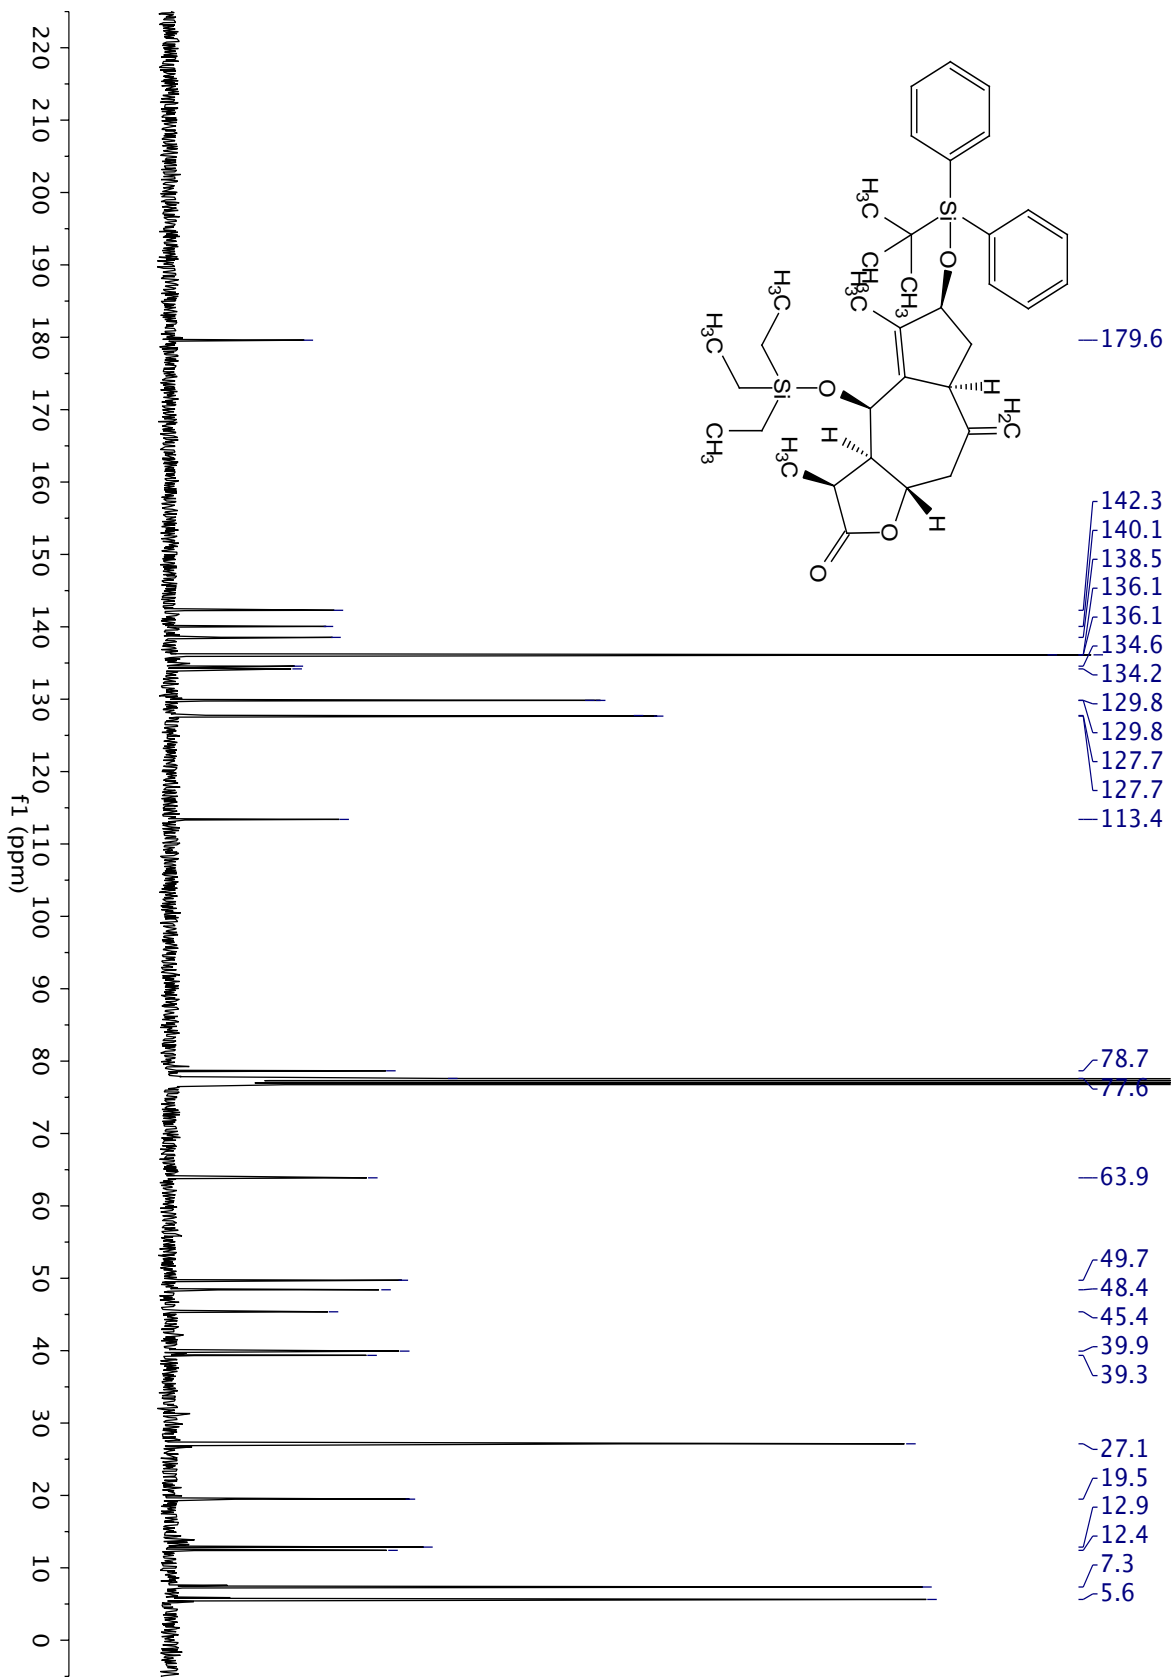 179.6
142.3
140.1
138.5
136.1
136.1
134.6
134.2
129.8
129.8
127.7
127.7
113.4
78.7
77.6
63.9
49.7
48.4
45.4
39.9
39.3
27.1
19.5
12.9
12.4
7.3
5.6
Si
O
H₃C
CH₃
CH₃
H₃C
H
H₂C
H₃C
H₃C
Si
O
CH₃
H
H₃C
H
O
O
220 210 200 190 180 170 160 150 140 130 120 110 100 90 80 70 60 50 40 30 20 10 0
f1 (ppm)